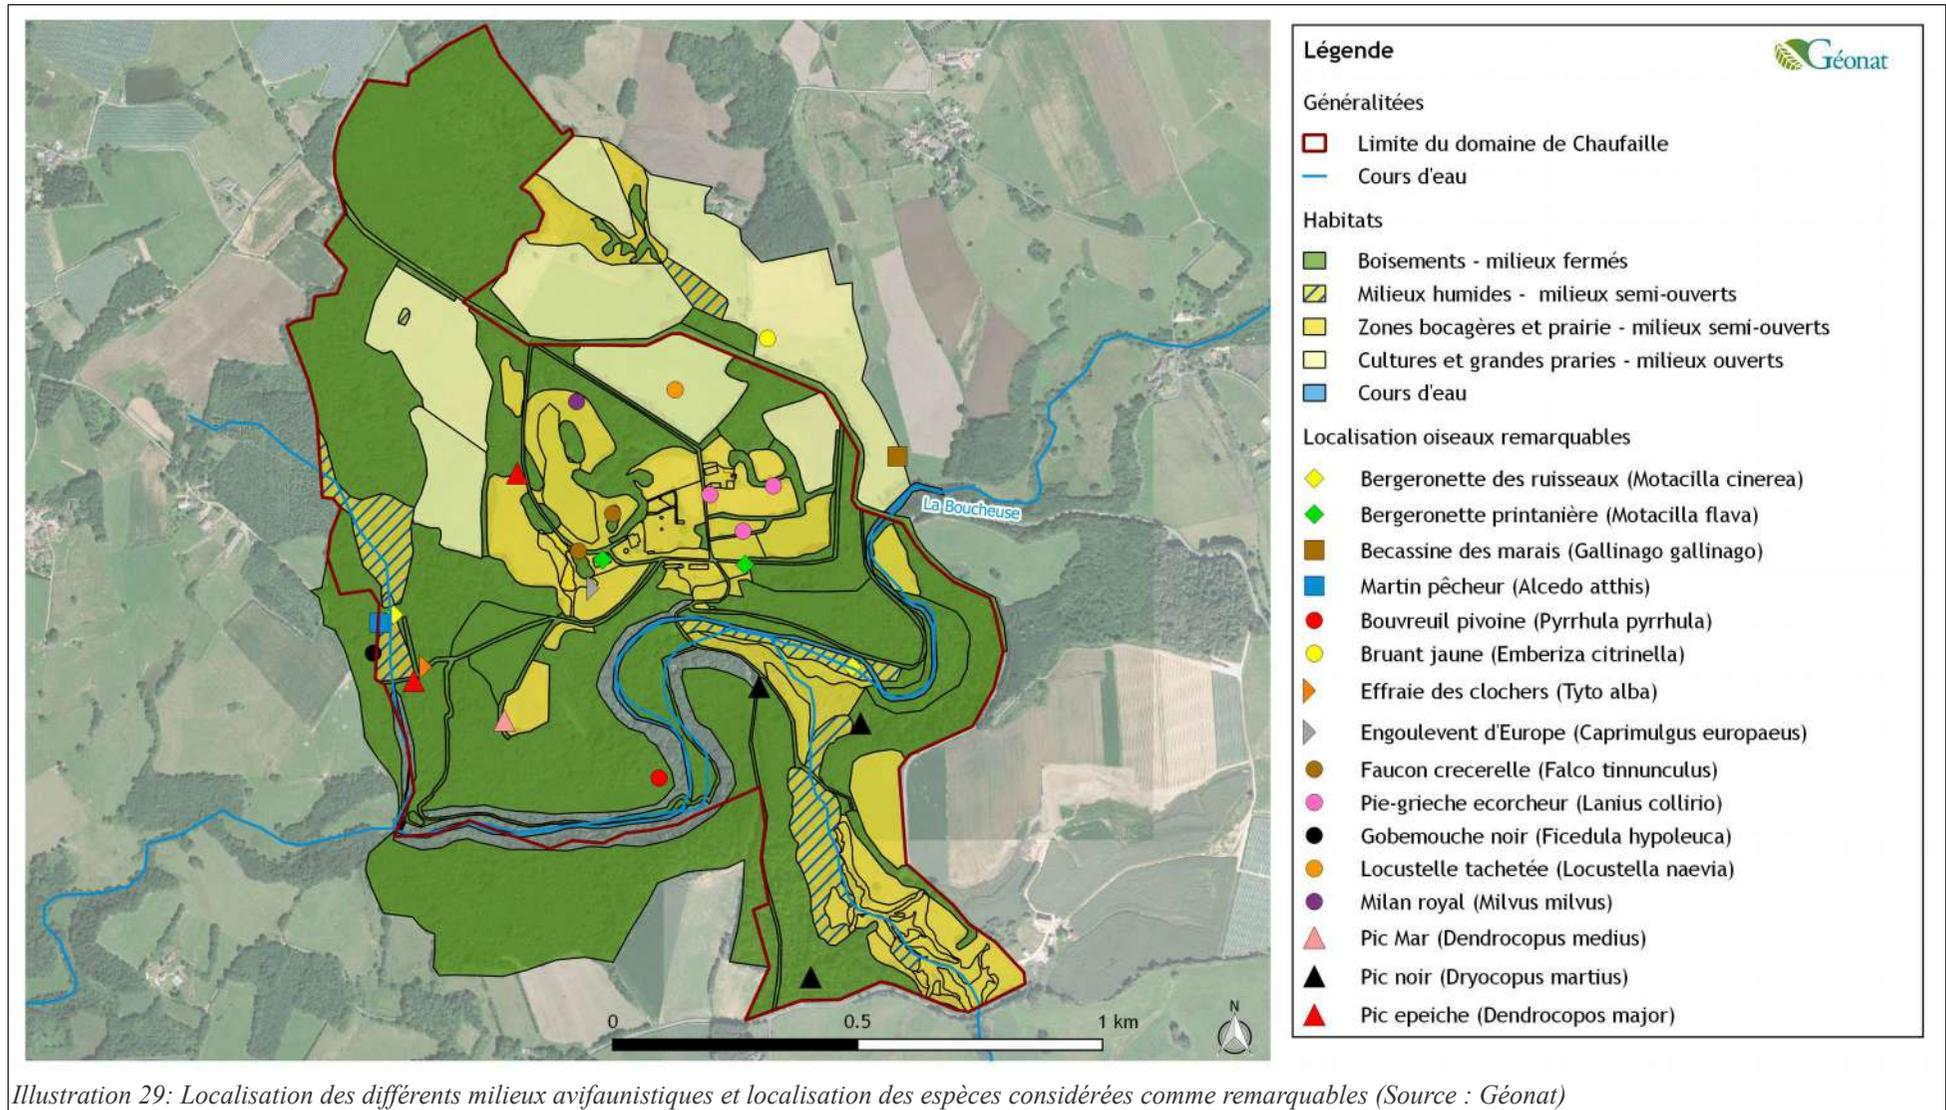 La Boucheuse
N
0 0.5 1 km
Légende
Géonat
Généralitées
Limite du domaine de Chaufaille
Cours d'eau
Habitats
Boisements - milieux fermés
Milieux humides - milieux semi-ouverts
Zones bocagères et prairie - milieux semi-ouverts
Cultures et grandes praries - milieux ouverts
Cours d'eau
Localisation oiseaux remarquables
Bergeronette des ruisseaux (Motacilla cinerea)
Bergeronette printanière (Motacilla flava)
Becassine des marais (Gallinago gallinago)
Martin pêcheur (Alcedo atthis)
Bouvreuil pivoine (Pyrrhula pyrrhula)
Bruant jaune (Emberiza citrinella)
Effraie des clochers (Tyto alba)
Engoulevent d'Europe (Caprimulgus europaeus)
Faucon crecerelle (Falco tinnunculus)
Pie-grieche ecorcheur (Lanius collirio)
Gobemouche noir (Ficedula hypoleuca)
Locustelle tachetée (Locustella naevia)
Milan royal (Milvus milvus)
Pic Mar (Dendrocopus medius)
Pic noir (Dryocopus martius)
Pic epeiche (Dendrocopos major)
Illustration 29: Localisation des différents milieux avifaunistiques et localisation des espèces considérées comme remarquables (Source : Géonat)